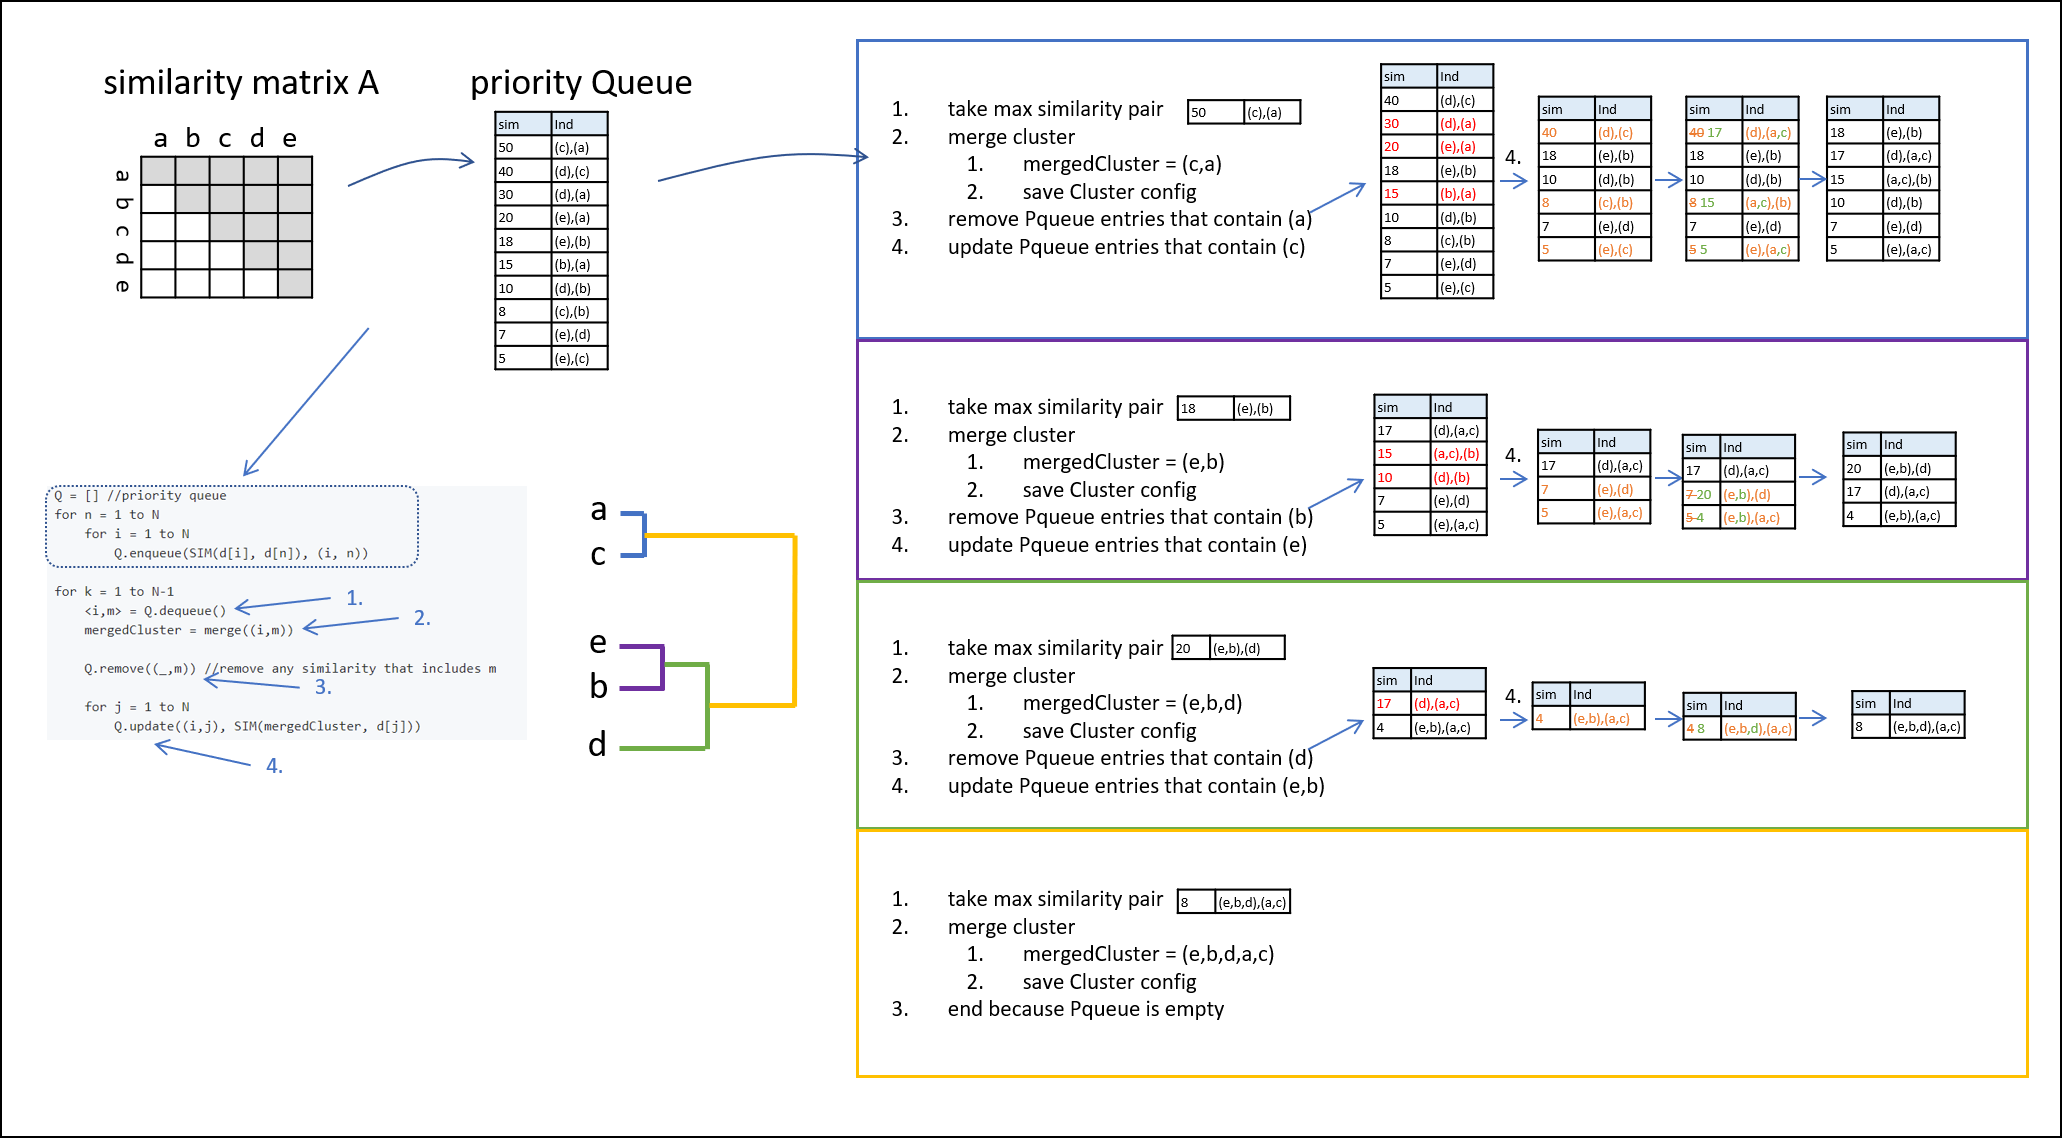 similarity matrix A
a b c d e
a
b
c
d
e
priority Queue
sim Ind
50 (c),(a)
40 (d),(c)
30 (d),(a)
20 (e),(a)
18 (e),(b)
15 (b),(a)
10 (d),(b)
8 (c),(b)
7 (e),(d)
5 (e),(c)
Q = [] //priority queue
for n = 1 to N
for i = 1 to N
Q.enqueue(SIM(d[i], d[n]), (i, n))
for k = 1 to N-1
<i,m> = Q.dequeue()
1.
mergedCluster = merge((i,m))
2.
Q.remove((_,m)) //remove any similarity that includes m
3.
for j = 1 to N
Q.update((i,j), SIM(mergedCluster, d[j]))
4.
a
c
e
b
d
1. take max similarity pair 50 (c),(a)
2. merge cluster
1. mergedCluster = (c,a)
2. save Cluster config
3. remove Pqueue entries that contain (a)
4. update Pqueue entries that contain (c)
sim Ind
40 (d),(c)
30 (d),(a)
20 (e),(a)
18 (e),(b)
15 (b),(a)
10 (d),(b)
8 (c),(b)
7 (e),(d)
5 (e),(c)
4.
sim Ind
40 (d),(c)
18 (e),(b)
10 (d),(b)
8 (c),(b)
7 (e),(d)
5 (e),(c)
sim Ind
40 17 (d),(a,c)
18 (e),(b)
10 (d),(b)
8 15 (a,c),(b)
7 (e),(d)
5 5 (e),(a,c)
sim Ind
18 (e),(b)
17 (d),(a,c)
15 (a,c),(b)
10 (d),(b)
7 (e),(d)
5 (e),(a,c)
1. take max similarity pair 18 (e),(b)
2. merge cluster
1. mergedCluster = (e,b)
2. save Cluster config
3. remove Pqueue entries that contain (b)
4. update Pqueue entries that contain (e)
sim Ind
17 (d),(a,c)
15 (a,c),(b)
10 (d),(b)
7 (e),(d)
5 (e),(a,c)
4.
sim Ind
17 (d),(a,c)
7 (e),(d)
5 (e),(a,c)
sim Ind
17 (d),(a,c)
7 20 (e,b),(d)
5 4 (e,b),(a,c)
sim Ind
20 (e,b),(d)
17 (d),(a,c)
4 (e,b),(a,c)
1. take max similarity pair 20 (e,b),(d)
2. merge cluster
1. mergedCluster = (e,b,d)
2. save Cluster config
3. remove Pqueue entries that contain (d)
4. update Pqueue entries that contain (e,b)
sim Ind
17 (d),(a,c)
4 (e,b),(a,c)
4.
sim Ind
4 (e,b),(a,c)
sim Ind
4 8 (e,b,d),(a,c)
sim Ind
8 (e,b,d),(a,c)
1. take max similarity pair 8 (e,b,d),(a,c)
2. merge cluster
1. mergedCluster = (e,b,d,a,c)
2. save Cluster config
3. end because Pqueue is empty